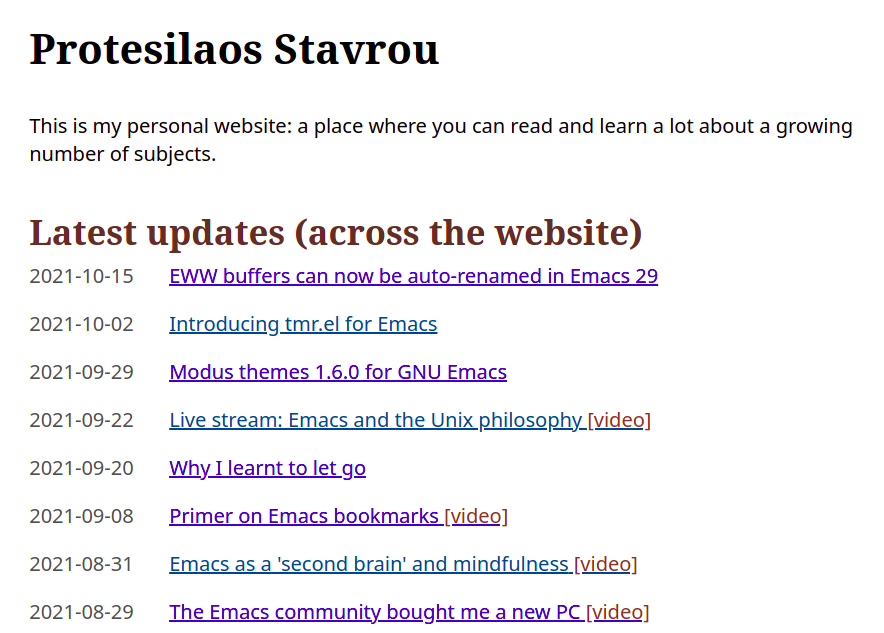 Protesilaos Stavrou
This is my personal website: a place where you can read and learn a lot about a growing
number of subjects.
Latest updates (across the website)
2021-10-15 EWW buffers can now be auto-renamed in Emacs 29
2021-10-02 Introducing tmr.el for Emacs
2021-09-29 Modus themes 1.6.0 for GNU Emacs
2021-09-22 Live stream: Emacs and the Unix philosophy [video]
2021-09-20 Why I learnt to let go
2021-09-08 Primer on Emacs bookmarks [video]
2021-08-31 Emacs as a 'second brain' and mindfulness [video]
2021-08-29 The Emacs community bought me a new PC [video]